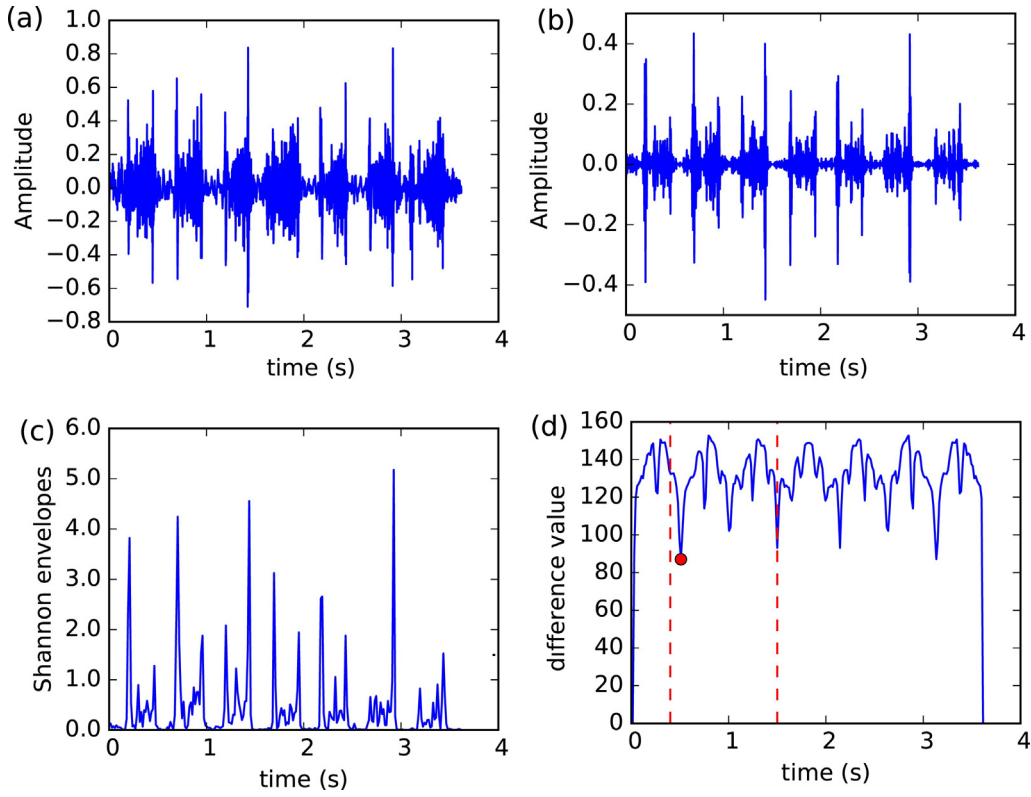 (a)
1.0
0.8
0.6
0.4
0.2
0.0
−0.2
−0.4
−0.6
−0.8
Amplitude
0 1 2 3 4
time (s)
(b)
0.4
0.2
0.0
−0.2
−0.4
Amplitude
0 1 2 3 4
time (s)
(c)
6.0
5.0
4.0
3.0
2.0
1.0
0.0
Shannon envelopes
0 1 2 3 4
time (s)
(d)
160
140
120
100
80
60
40
20
0
difference value
0 1 2 3 4
time (s)